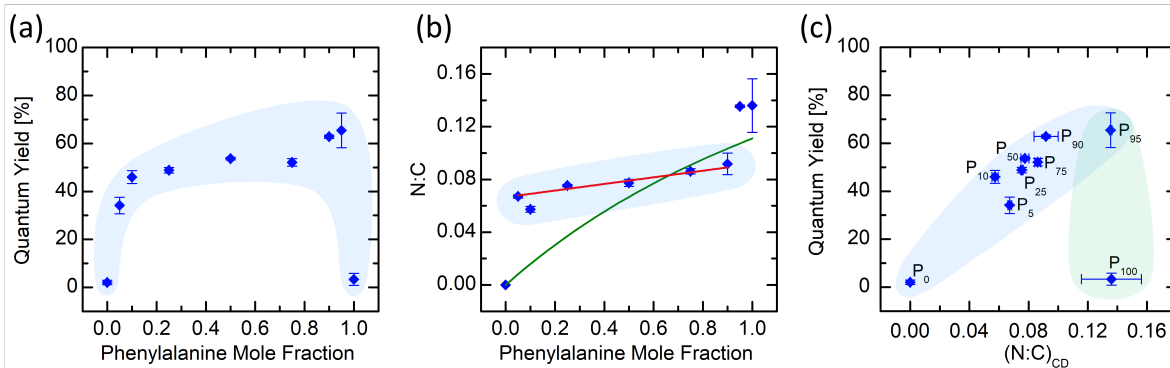 (a)
Quantum Yield [%]
100
80
60
40
20
0
0.0 0.2 0.4 0.6 0.8 1.0
Phenylalanine Mole Fraction
(b)
N:C
0.16
0.12
0.08
0.04
0.00
0.0 0.2 0.4 0.6 0.8 1.0
Phenylalanine Mole Fraction
(c)
Quantum Yield [%]
100
80
60
40
20
0
P90
P95
P50
P75
P10
P25
P5
P100
P0
0.00 0.04 0.08 0.12 0.16
(N:C)CD